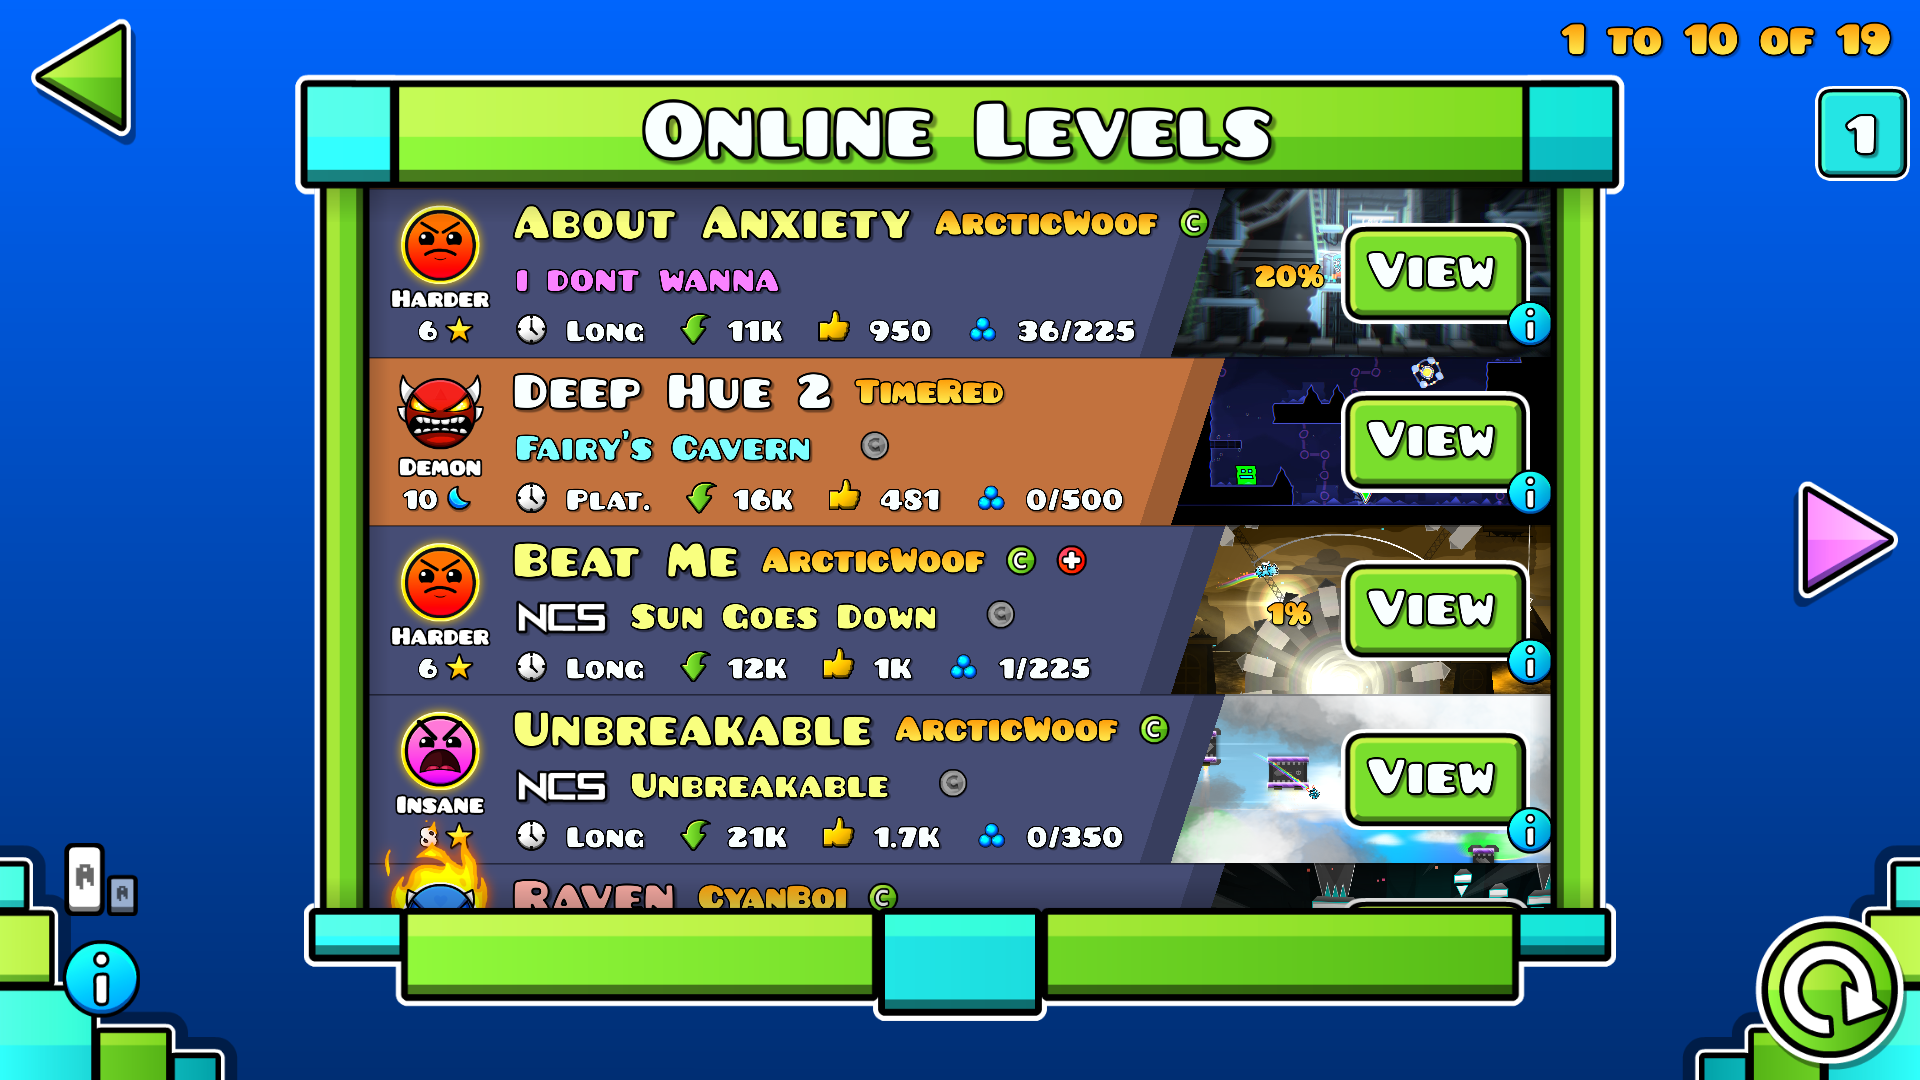 1 to 10 of 19
1
Online Levels
About Anxiety ArcticWoof
I dont wanna
Harder
6 Long 11K 950 36/225
20%
View
Deep Hue 2 TimeRed
Fairy's Cavern
Demon
10 Plat. 16K 481 0/500
View
Beat Me ArcticWoof
NCS Sun Goes Down
Harder
6 Long 12K 1K 1/225
1%
View
Unbreakable ArcticWoof
NCS Unbreakable
Insane
8 Long 21K 1.7K 0/350
View
Raven CyanBoi
A
A